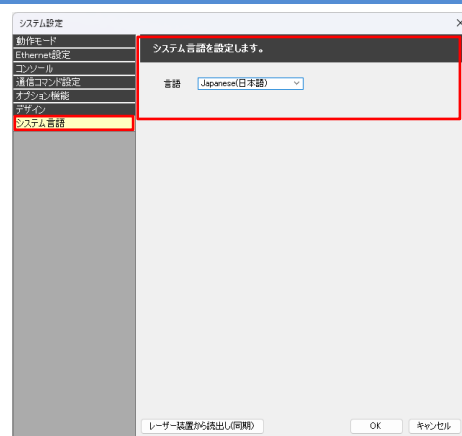 システム設定
動作モード
Ethernet設定
コンソール
通信コマンド設定
オプション機能
デザイン
システム言語
システム言語を設定します。
言語 Japanese(日本語)
レーザー装置から読出し(同期) OK キャンセル